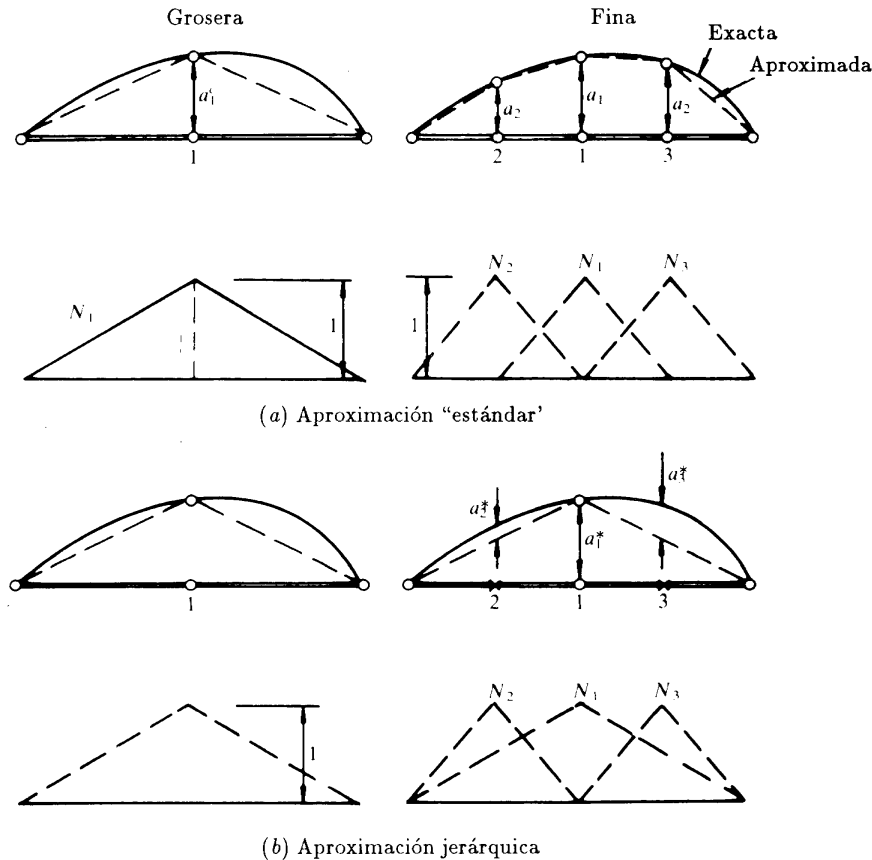 Grosera
Fina
Exacta
Aproximada
a₁ᶜ
a₂
a₁
a₂
1
2
1
3
N₁
1
1
N₂
N₁
N₃
(a) Aproximación “estándar’
a₂*
a₁*
a₃*
1
2
1
3
1
N₂
N₁
N₃
(b) Aproximación jerárquica